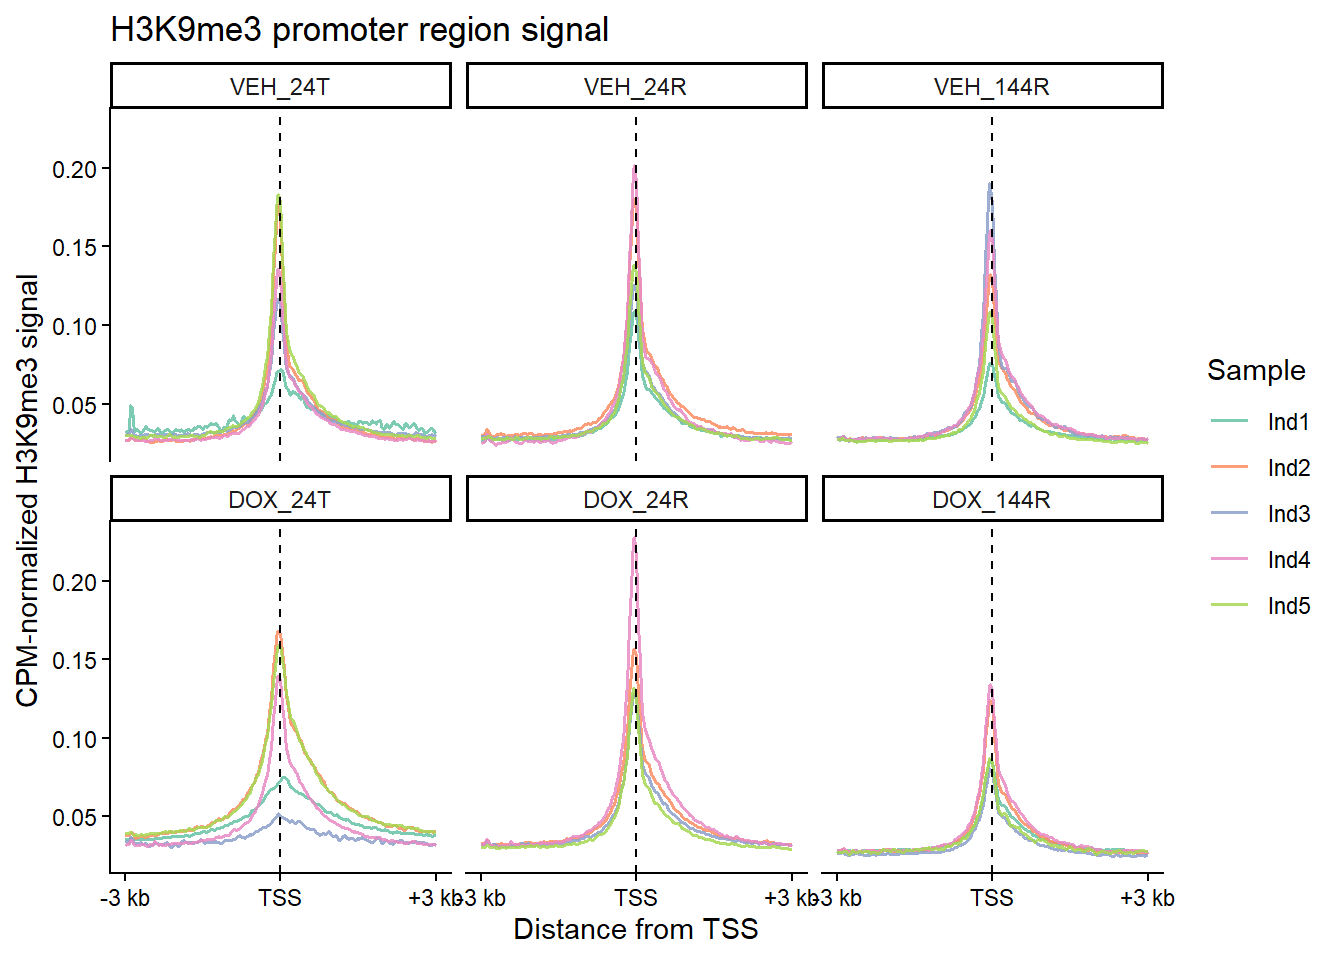 H3K9me3 promoter region signal
VEH_24T VEH_24R VEH_144R
0.20
0.15
0.10
0.05
CPM-normalized H3K9me3 signal
DOX_24T DOX_24R DOX_144R
0.20
0.15
0.10
0.05
-3 kb TSS +3 kb -3 kb TSS +3 kb -3 kb TSS +3 kb
Distance from TSS
Sample
Ind1
Ind2
Ind3
Ind4
Ind5